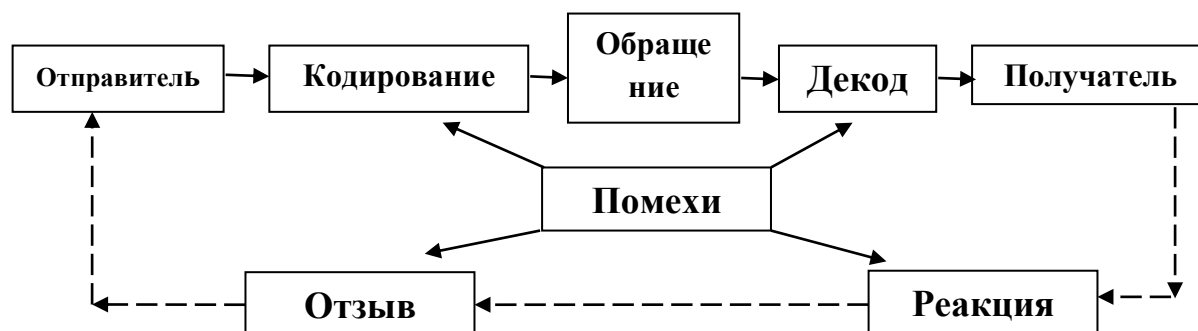 Отправитель
Кодирование
Обраще
ние
Декод
Получатель
Помехи
Отзыв
Реакция